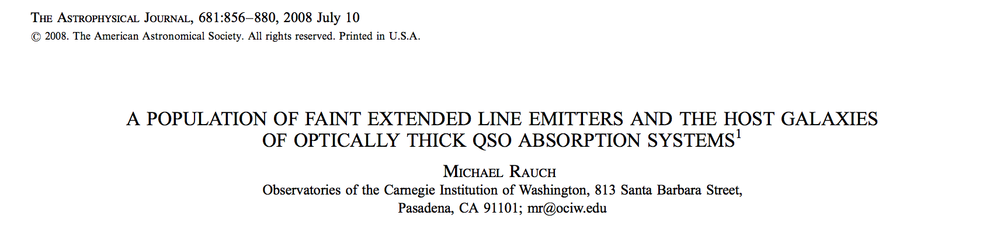 THE ASTROPHYSICAL JOURNAL, 681:856–880, 2008 July 10
© 2008. The American Astronomical Society. All rights reserved. Printed in U.S.A.
A POPULATION OF FAINT EXTENDED LINE EMITTERS AND THE HOST GALAXIES
OF OPTICALLY THICK QSO ABSORPTION SYSTEMS¹
MICHAEL RAUCH
Observatories of the Carnegie Institution of Washington, 813 Santa Barbara Street,
Pasadena, CA 91101; mr@ociw.edu